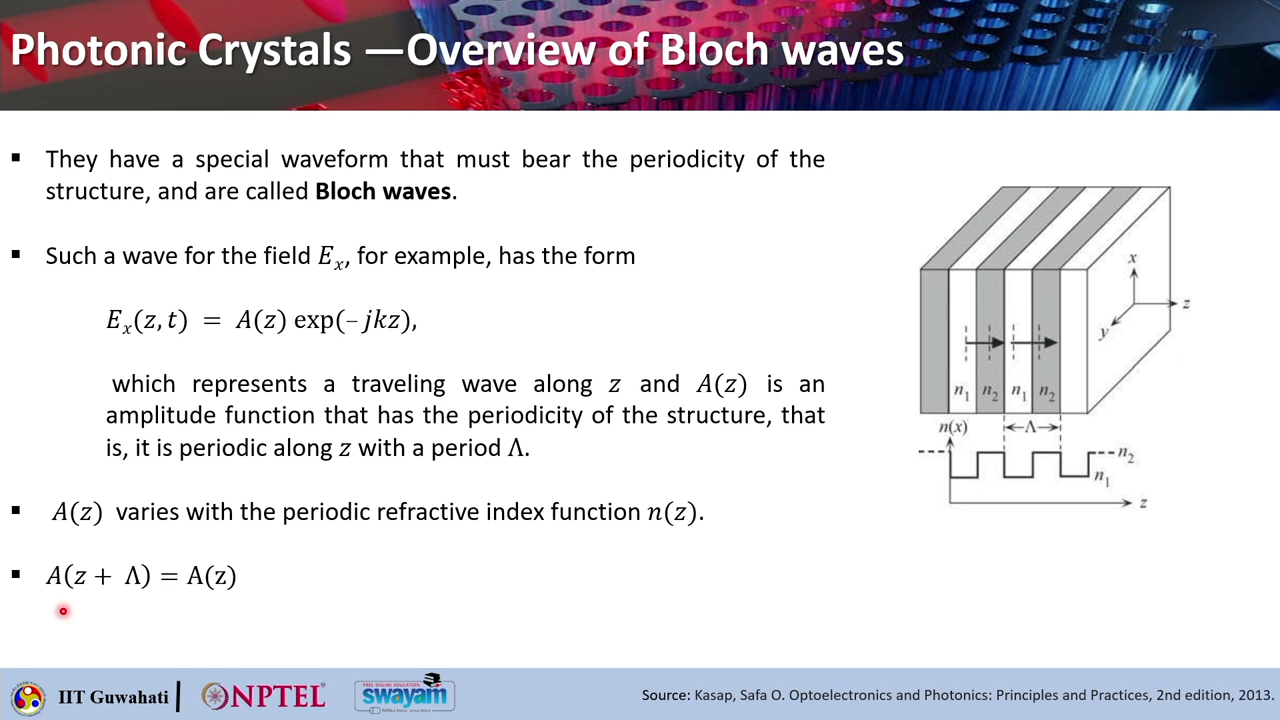 Photonic Crystals —Overview of Bloch waves
▪ They have a special waveform that must bear the periodicity of the
structure, and are called Bloch waves.
▪ Such a wave for the field Eₓ, for example, has the form
Eₓ(z, t) = A(z) exp(− jkz),
which represents a traveling wave along z and A(z) is an
amplitude function that has the periodicity of the structure, that
is, it is periodic along z with a period Λ.
▪ A(z) varies with the periodic refractive index function n(z).
▪ A(z + Λ) = A(z)
x
z
y
n₁ n₂ n₁ n₂
n(x) Λ
n₂
n₁
z
IIT Guwahati
NPTEL
FREE ONLINE EDUCATION
swayam
Source: Kasap, Safa O. Optoelectronics and Photonics: Principles and Practices, 2nd edition, 2013.